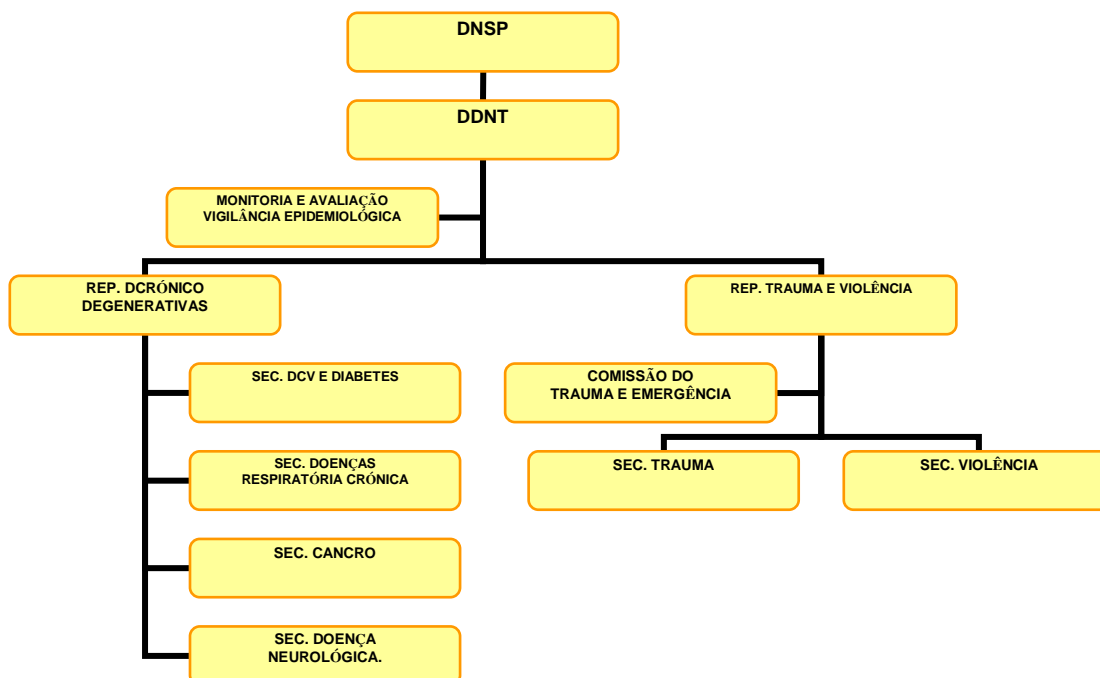 DNSP
DDNT
MONITORIA E AVALIAÇÃO
VIGILÂNCIA EPIDEMIOLÓGICA
REP. DCRÓNICO
DEGENERATIVAS
REP. TRAUMA E VIOLÊNCIA
SEC. DCV E DIABETES
COMISSÃO DO
TRAUMA E EMERGÊNCIA
SEC. DOENÇAS
RESPIRATÓRIA CRÓNICA
SEC. TRAUMA
SEC. VIOLÊNCIA
SEC. CANCRO
SEC. DOENÇA
NEUROLÓGICA.